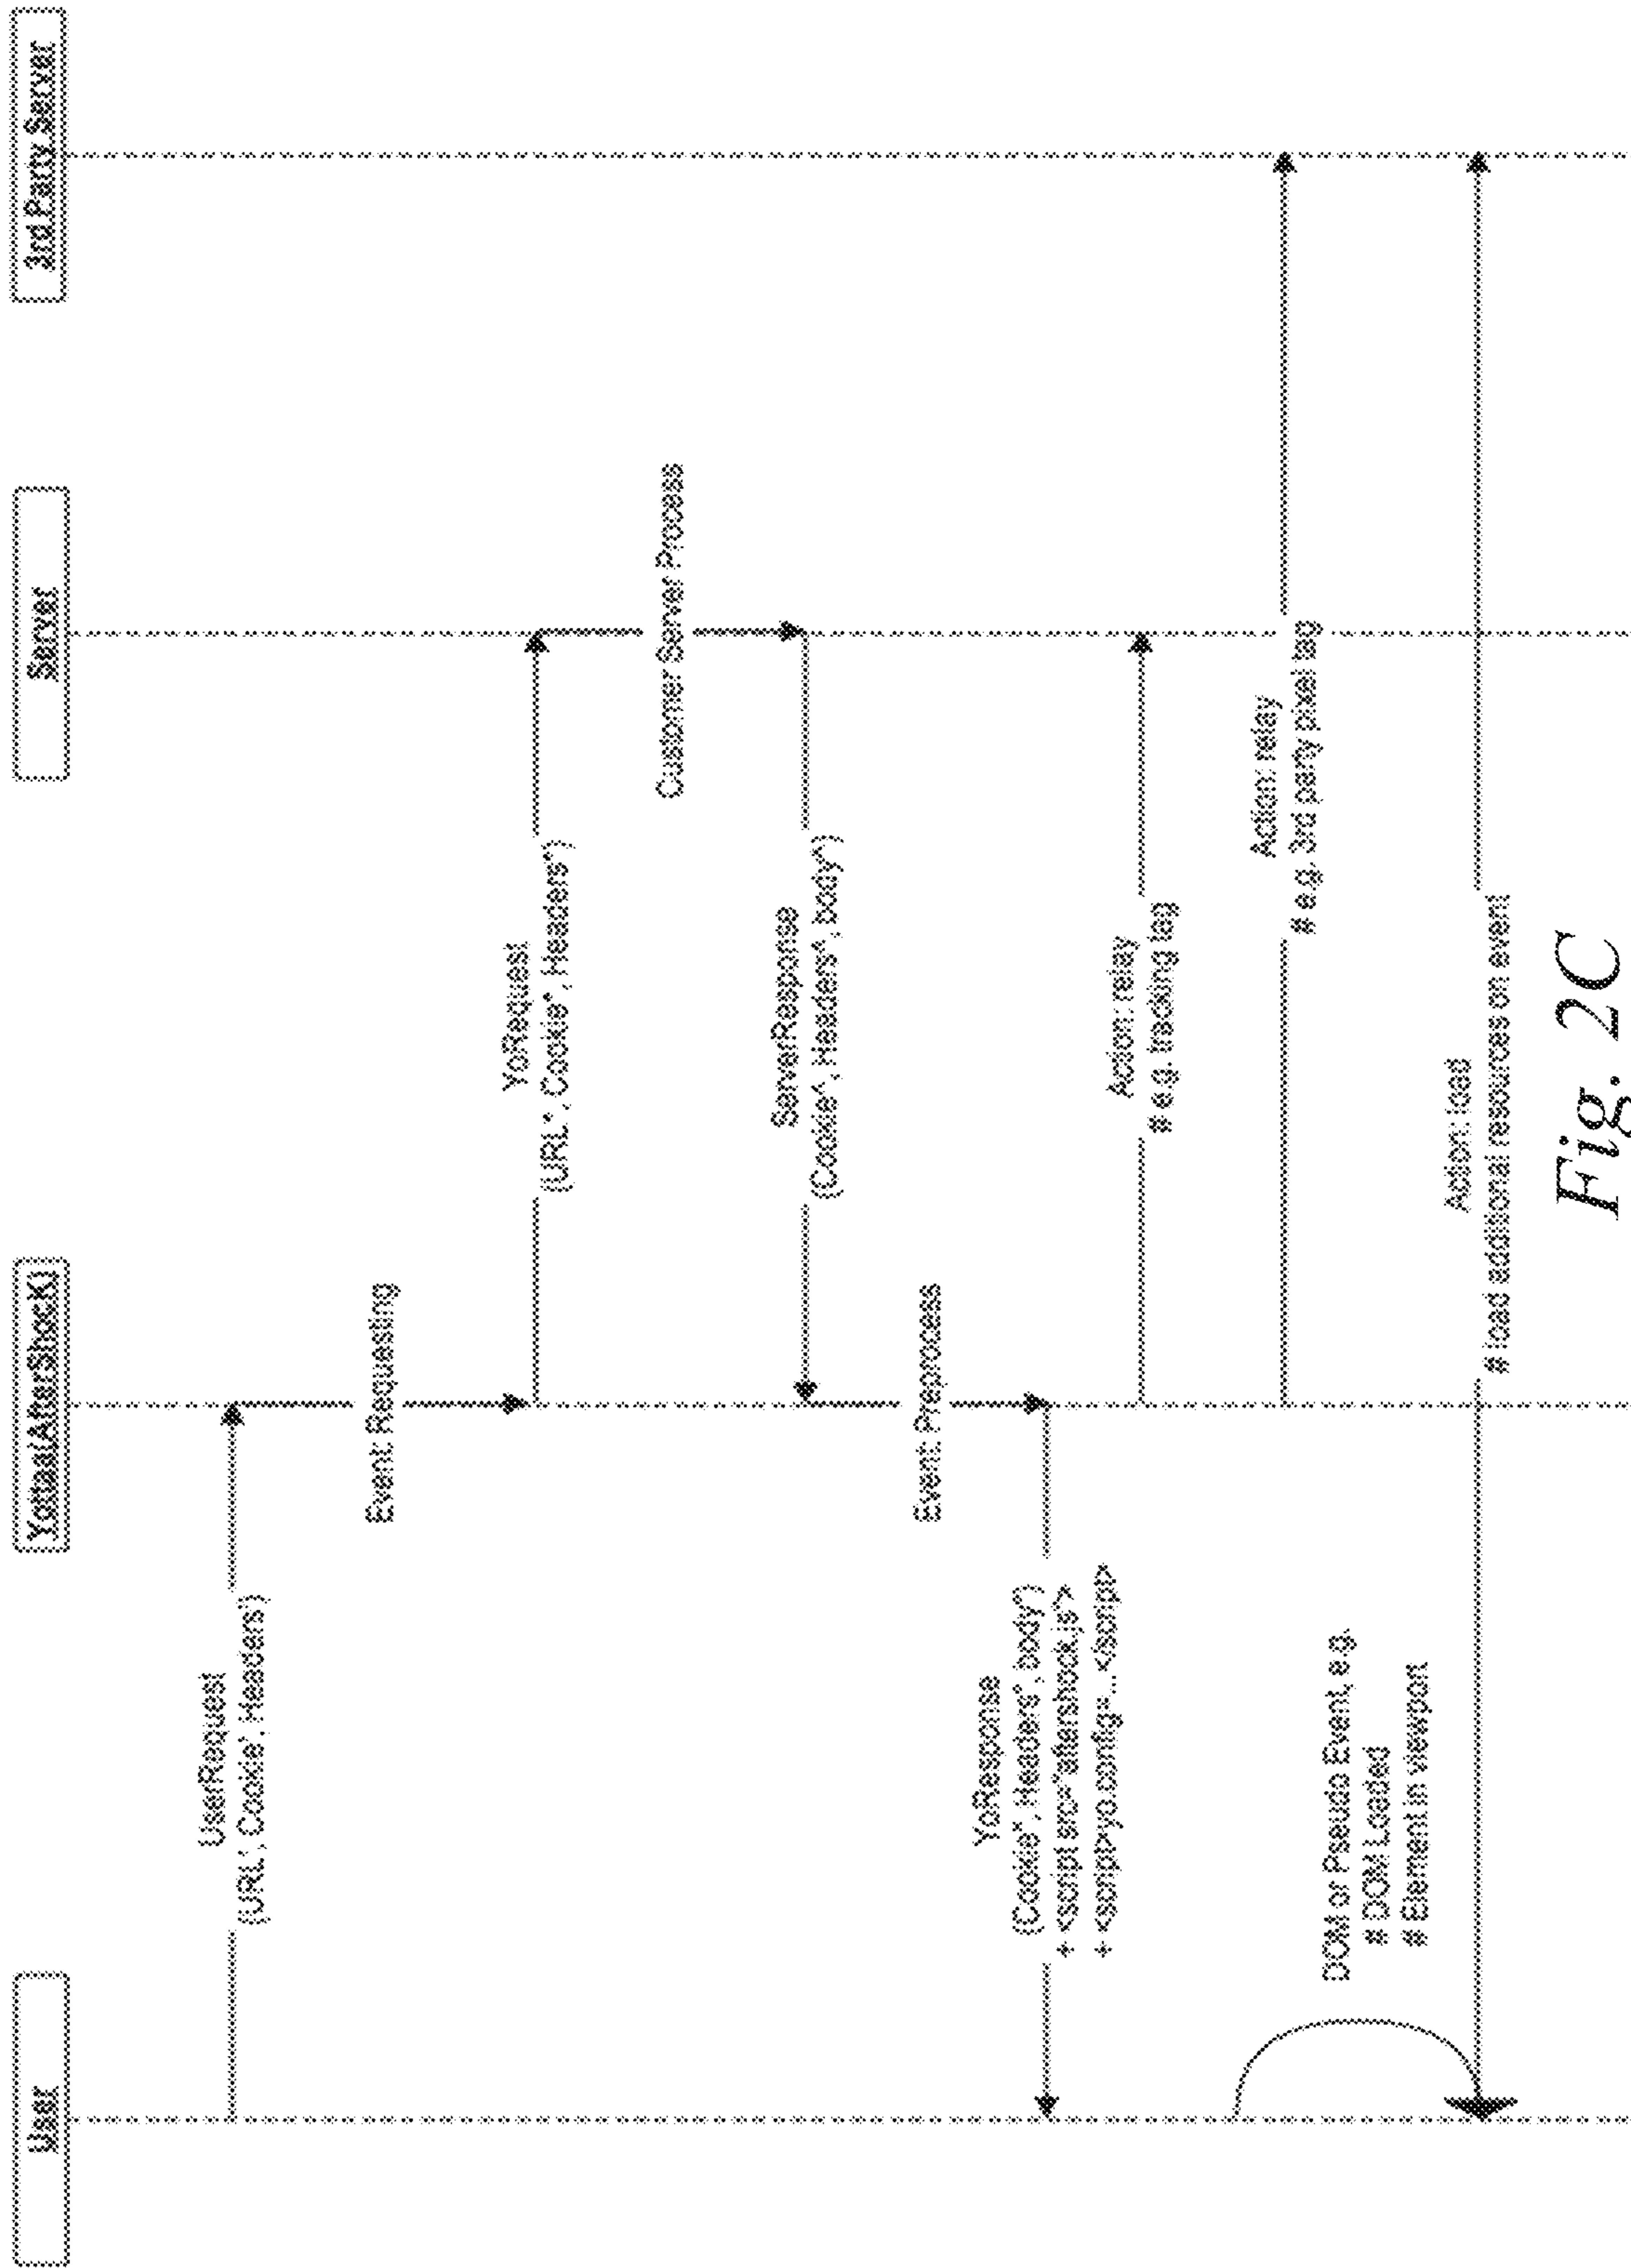 User
Yottaa(AfterShocK)
Server
3rd Party Server
UserRequest
(URL', Cookie', Headers')
Event: Requesting
YoRequest
(URL*, Cookie*, Headers*)
Customer Server Process
ServerResponse
(Cookie^, Headers^, body^)
Event: Preprocess
YoResponse
(Cookie", Headers", body")
+ <script src="aftershock.js">
+ <script>yo.config=...</script>
Action: relay
# e.g. tracking log
Action: relay
# e.g. 3rd party pixel tag
DOM or Pseudo Event, e.g.
# DOM Loaded
# Element in viewport
Action: load
# load additional resources on event
Fig. 2C